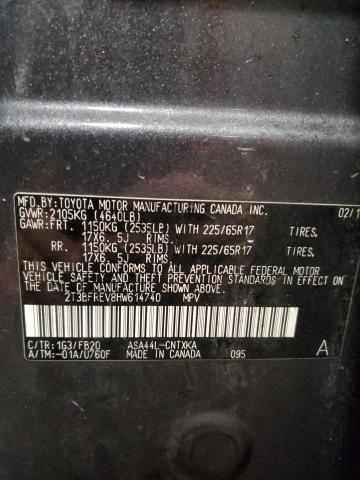 MFD. BY: TOYOTA MOTOR MANUFACTURING CANADA INC. 02/1
GVWR: 2105KG (4640LB)
GAWR: FRT. 1150KG (2535LB) WITH 225/65R17 TIRES,
17X6. 5J RIMS.
RR. 1150KG (2535LB) WITH 225/65R17 TIRES,
17X6. 5J RIMS.
THIS VEHICLE CONFORMS TO ALL APPLICABLE FEDERAL MOTOR
VEHICLE SAFETY AND BUMPER STANDARDS IN EFFECT ON THE
DATE OF MANUFACTURE SHOWN ABOVE.
2T3BFREV8HW614740 MPV
C/TR: 1G3/FB20 ASA44L-CNTXKA
A/TM: -01A/U760F MADE IN CANADA 095 A